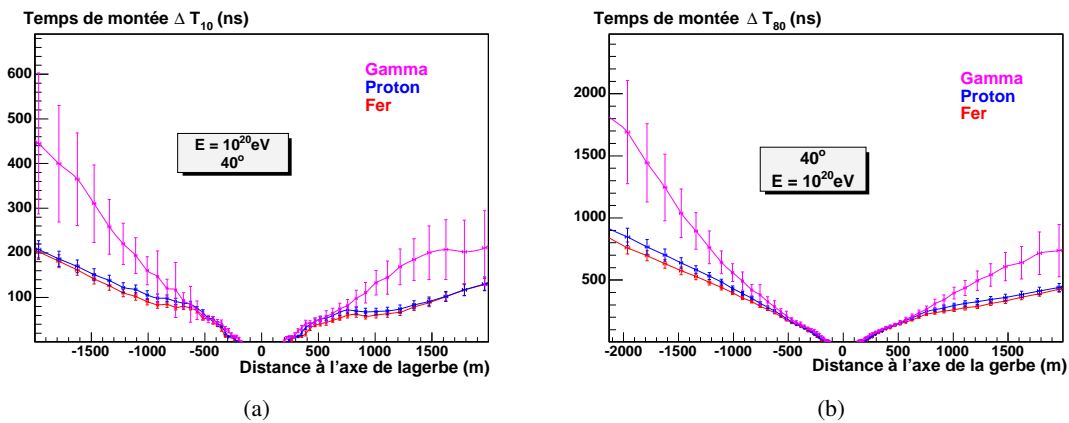 Temps de montée Δ T10 (ns)
600
500
400
300
200
100
-1500 -1000 -500 0 500 1000 1500
Distance à l'axe de lagerbe (m)
Gamma
Proton
Fer
E = 10^20eV
40°
(a)
Temps de montée Δ T80 (ns)
2000
1500
1000
500
-2000 -1500 -1000 -500 0 500 1000 1500
Distance à l'axe de la gerbe (m)
Gamma
Proton
Fer
40°
E = 10^20eV
(b)